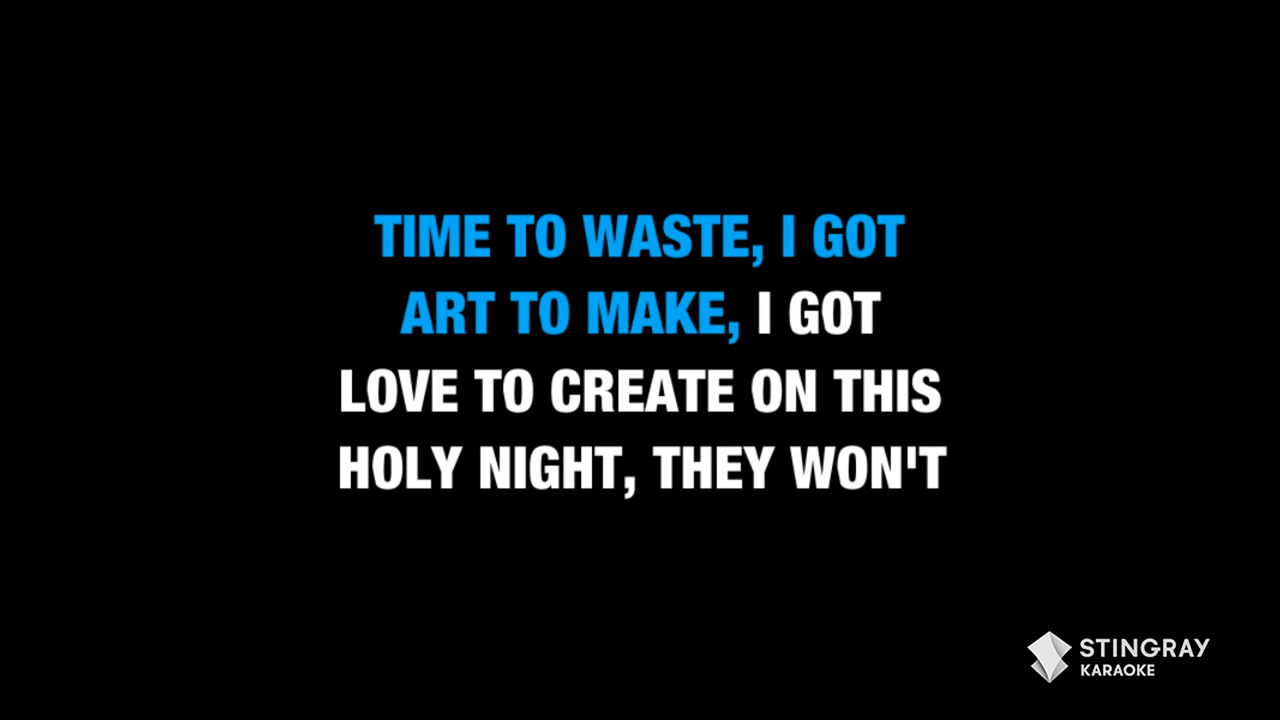 TIME TO WASTE, I GOT
ART TO MAKE, I GOT
LOVE TO CREATE ON THIS
HOLY NIGHT, THEY WON'T
STINGRAY
KARAOKE